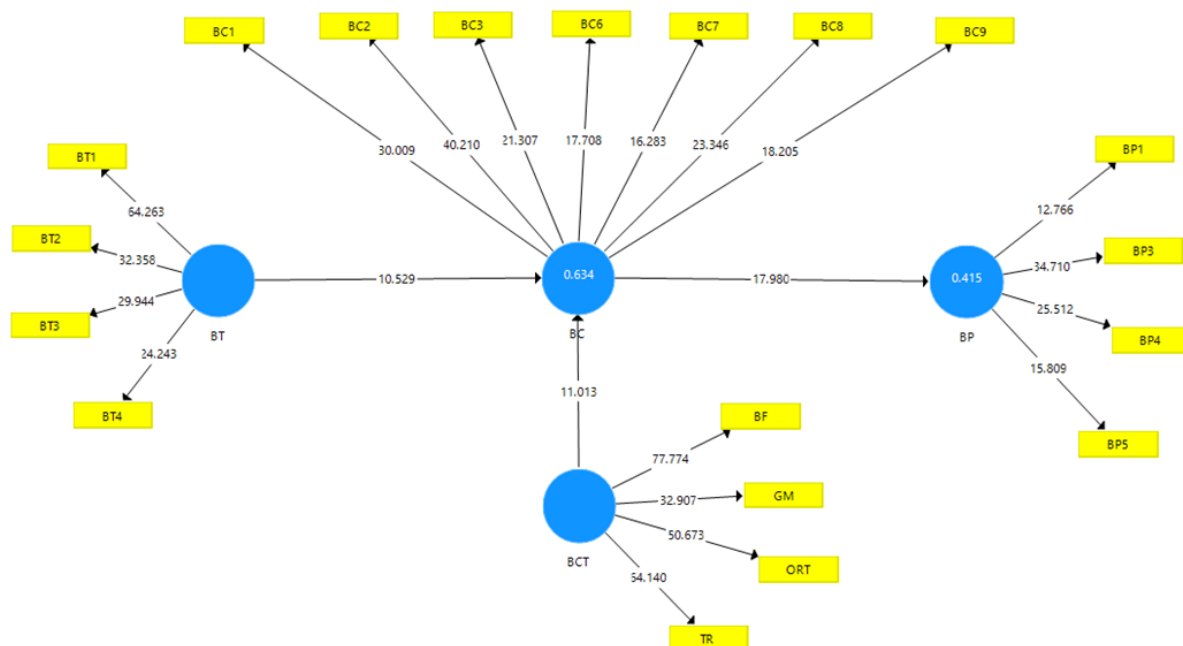 BC1
BC2
BC3
BC6
BC7
BC8
BC9
30.009
40.210
21.307
17.708
16.283
23.346
18.205
BT1
BT2
BT3
BT4
64.263
32.358
29.944
24.243
BT
10.529
0.634
BC
17.980
0.415
BP
BP1
BP3
BP4
BP5
12.766
34.710
25.512
15.809
11.013
BCT
77.774
32.907
50.673
54.140
BF
GM
ORT
TR